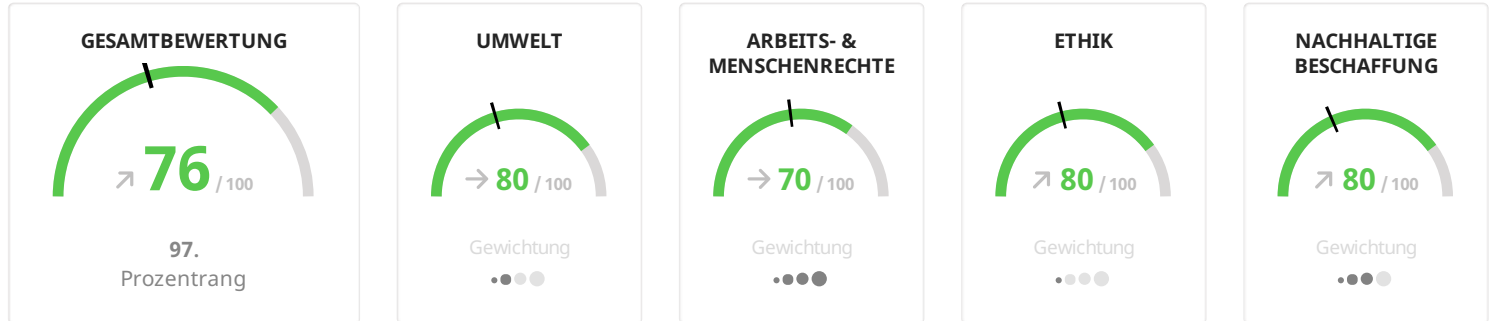 GESAMTBEWERTUNG
76 / 100
97.
Prozentrang
UMWELT
80 / 100
Gewichtung
ARBEITS- &
MENSCHENRECHTE
70 / 100
Gewichtung
ETHIK
80 / 100
Gewichtung
NACHHALTIGE
BESCHAFFUNG
80 / 100
Gewichtung